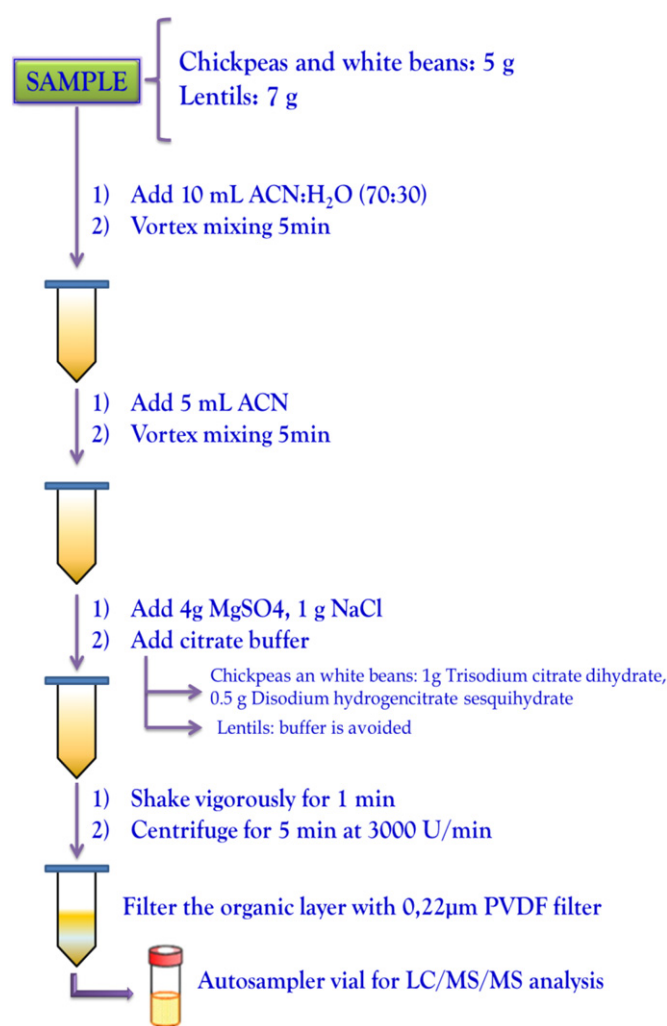 SAMPLE
Chickpeas and white beans: 5 g
Lentils: 7 g
1) Add 10 mL ACN:H₂O (70:30)
2) Vortex mixing 5min
1) Add 5 mL ACN
2) Vortex mixing 5min
1) Add 4g MgSO4, 1 g NaCl
2) Add citrate buffer
Chickpeas an white beans: 1g Trisodium citrate dihydrate,
0.5 g Disodium hydrogencitrate sesquihydrate
Lentils: buffer is avoided
1) Shake vigorously for 1 min
2) Centrifuge for 5 min at 3000 U/min
Filter the organic layer with 0,22μm PVDF filter
Autosampler vial for LC/MS/MS analysis